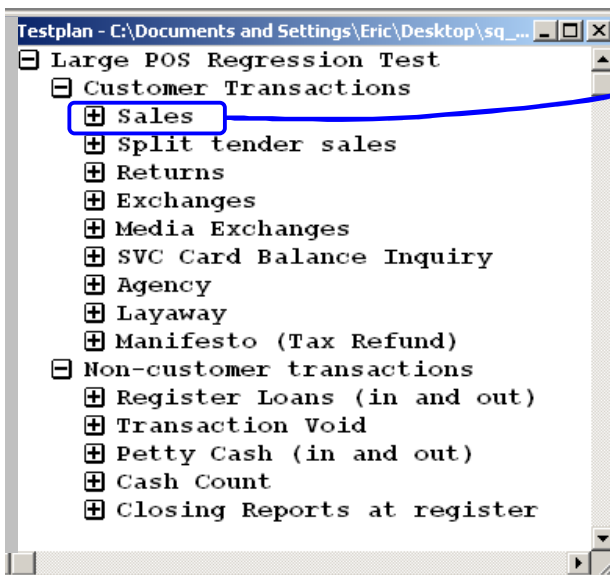 Testplan - C:\Documents and Settings\Eric\Desktop\sq_...
Large POS Regression Test
Customer Transactions
Sales
Split tender sales
Returns
Exchanges
Media Exchanges
SVC Card Balance Inquiry
Agency
Layaway
Manifesto (Tax Refund)
Non-customer transactions
Register Loans (in and out)
Transaction Void
Petty Cash (in and out)
Cash Count
Closing Reports at register